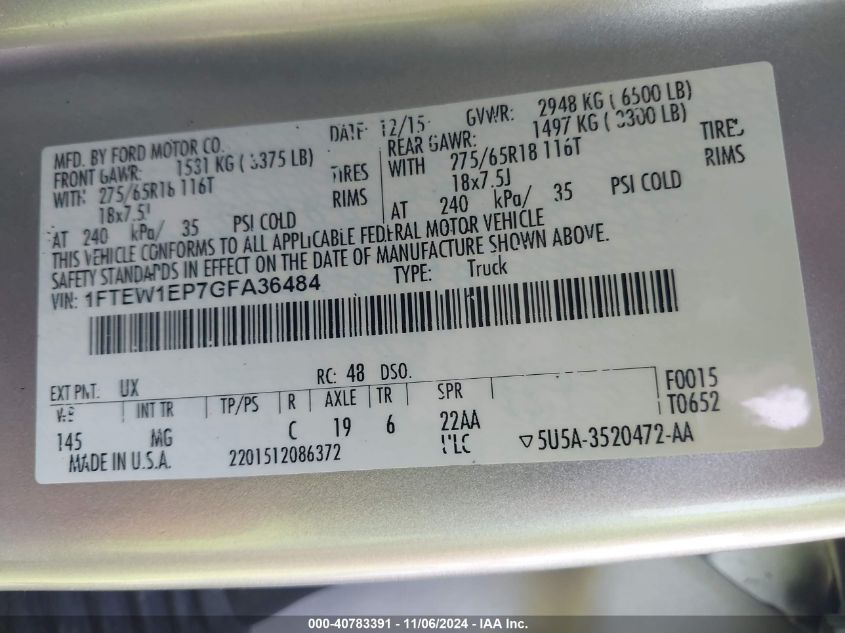 MFD. BY FORD MOTOR CO.
DATE: 12/15
GVWR: 2948 KG ( 6500 LB)
FRONT GAWR: 1531 KG ( 3375 LB)
REAR GAWR: 1497 KG ( 3300 LB)
WITH 275/65R18 116T TIRES
WITH 275/65R18 116T TIRES
18x7.5J RIMS
18x7.5J RIMS
AT 240 kPa/ 35 PSI COLD
AT 240 kPa/ 35 PSI COLD
THIS VEHICLE CONFORMS TO ALL APPLICABLE FEDERAL MOTOR VEHICLE
SAFETY STANDARDS IN EFFECT ON THE DATE OF MANUFACTURE SHOWN ABOVE.
VIN: 1FTEW1EP7GFA36484
TYPE: Truck
EXT PNT: UX RC: 48 DSO:
WB INT TR TP/PS R AXLE TR SPR F0015
145 MG C 19 6 22AA T0652
MADE IN U.S.A. 2201512086372 ULC ▽5U5A-3520472-AA
000-40783391 - 11/06/2024 - IAA Inc.